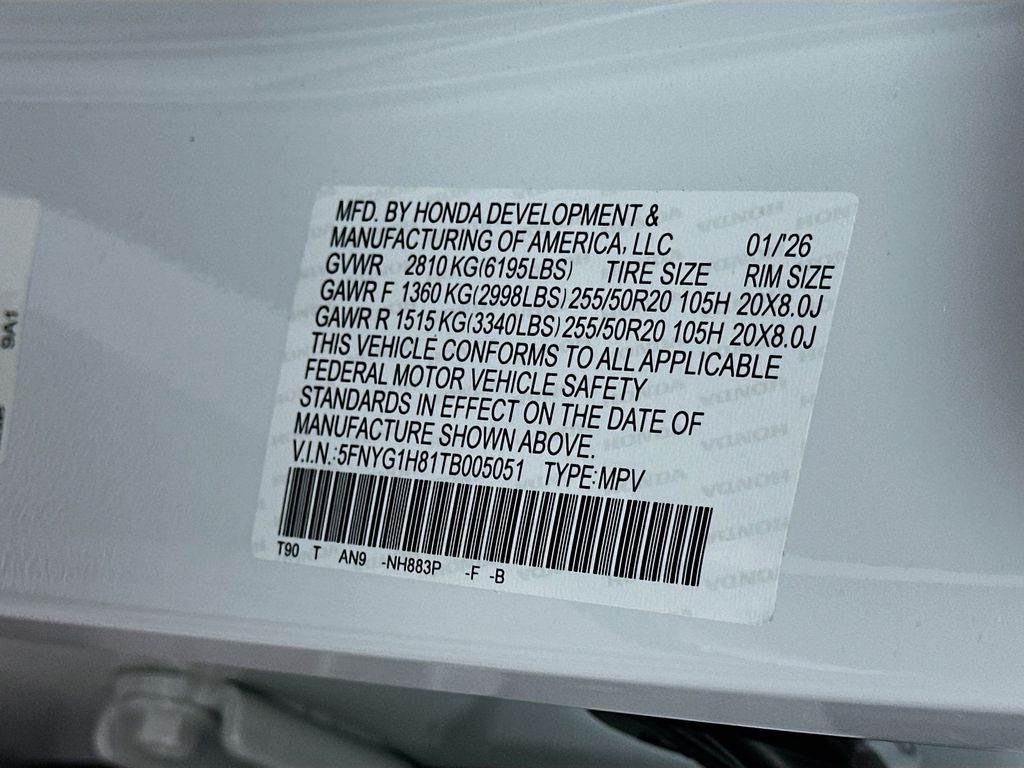 MFD. BY HONDA DEVELOPMENT &
MANUFACTURING OF AMERICA, LLC 01/'26
GVWR 2810 KG(6195LBS) TIRE SIZE RIM SIZE
GAWR F 1360 KG(2998LBS) 255/50R20 105H 20X8.0J
GAWR R 1515 KG(3340LBS) 255/50R20 105H 20X8.0J
THIS VEHICLE CONFORMS TO ALL APPLICABLE
FEDERAL MOTOR VEHICLE SAFETY
STANDARDS IN EFFECT ON THE DATE OF
MANUFACTURE SHOWN ABOVE.
V.I.N.:5FNYG1H81TB005051 TYPE:MPV
T90 T AN9 -NH883P -F -B
9A1